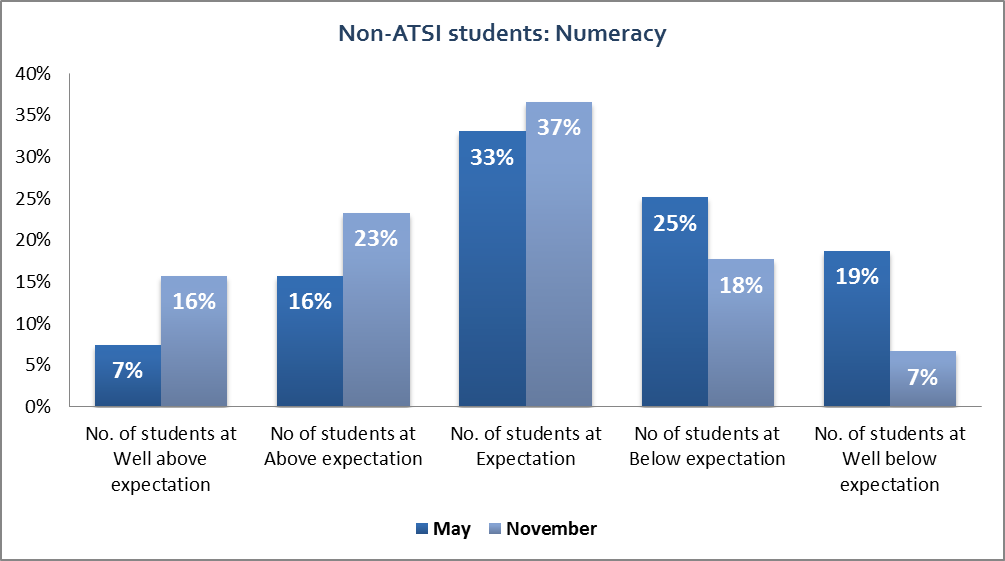 Non-ATSI students: Numeracy
40%
35%
30%
25%
20%
15%
10%
5%
0%
7%
16%
16%
23%
33%
37%
25%
18%
19%
7%
No. of students at
Well above
expectation
No of students at
Above expectation
No. of students at
Expectation
No of students at
Below expectation
No. of students at
Well below
expectation
May
November